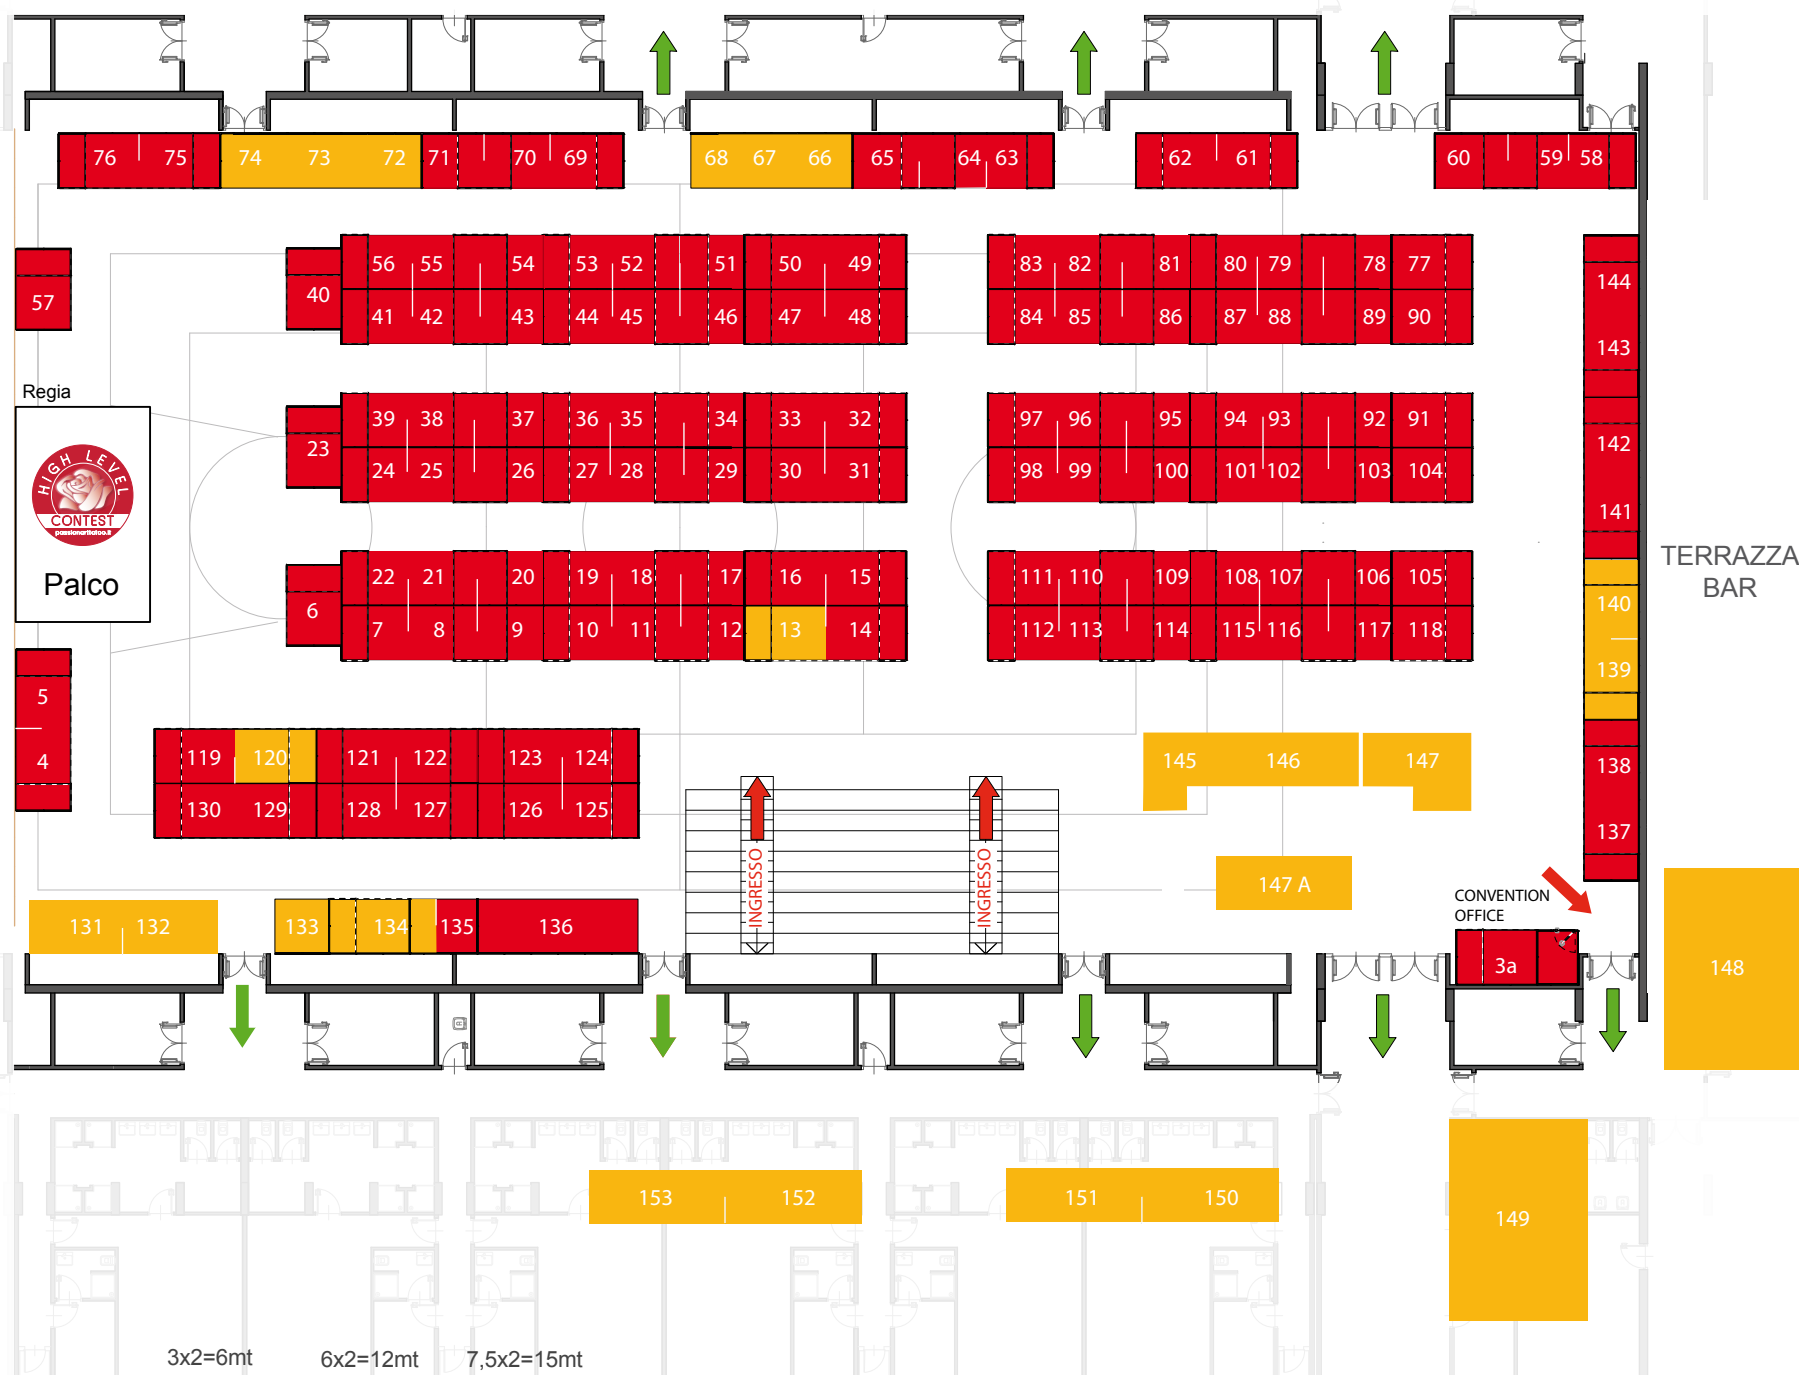 76 75 74 73 72 71 70 69 68 67 66 65 64 63 62 61 60 59 58
57
40
56 55 54 53 52 51 50 49
41 42 43 44 45 46 47 48
83 82 81 80 79 78 77
84 85 86 87 88 89 90
144
143
142
141
140
139
138
137
Regia
HIGH LEVEL
CONTEST
passionartistica.it
Palco
23
39 38 37 36 35 34 33 32
24 25 26 27 28 29 30 31
97 96 95 94 93 92 91
98 99 100 101 102 103 104
TERRAZZA
BAR
6
22 21 20 19 18 17 16 15
7 8 9 10 11 12 13 14
111 110 109 108 107 106 105
112 113 114 115 116 117 118
5
4
119 120 121 122 123 124
130 129 128 127 126 125
145 146 147
INGRESSO
INGRESSO
147 A
CONVENTION
OFFICE
3a
131 132 133 134 135 136
148
153 152 151 150
149
3x2=6mt 6x2=12mt 7,5x2=15mt